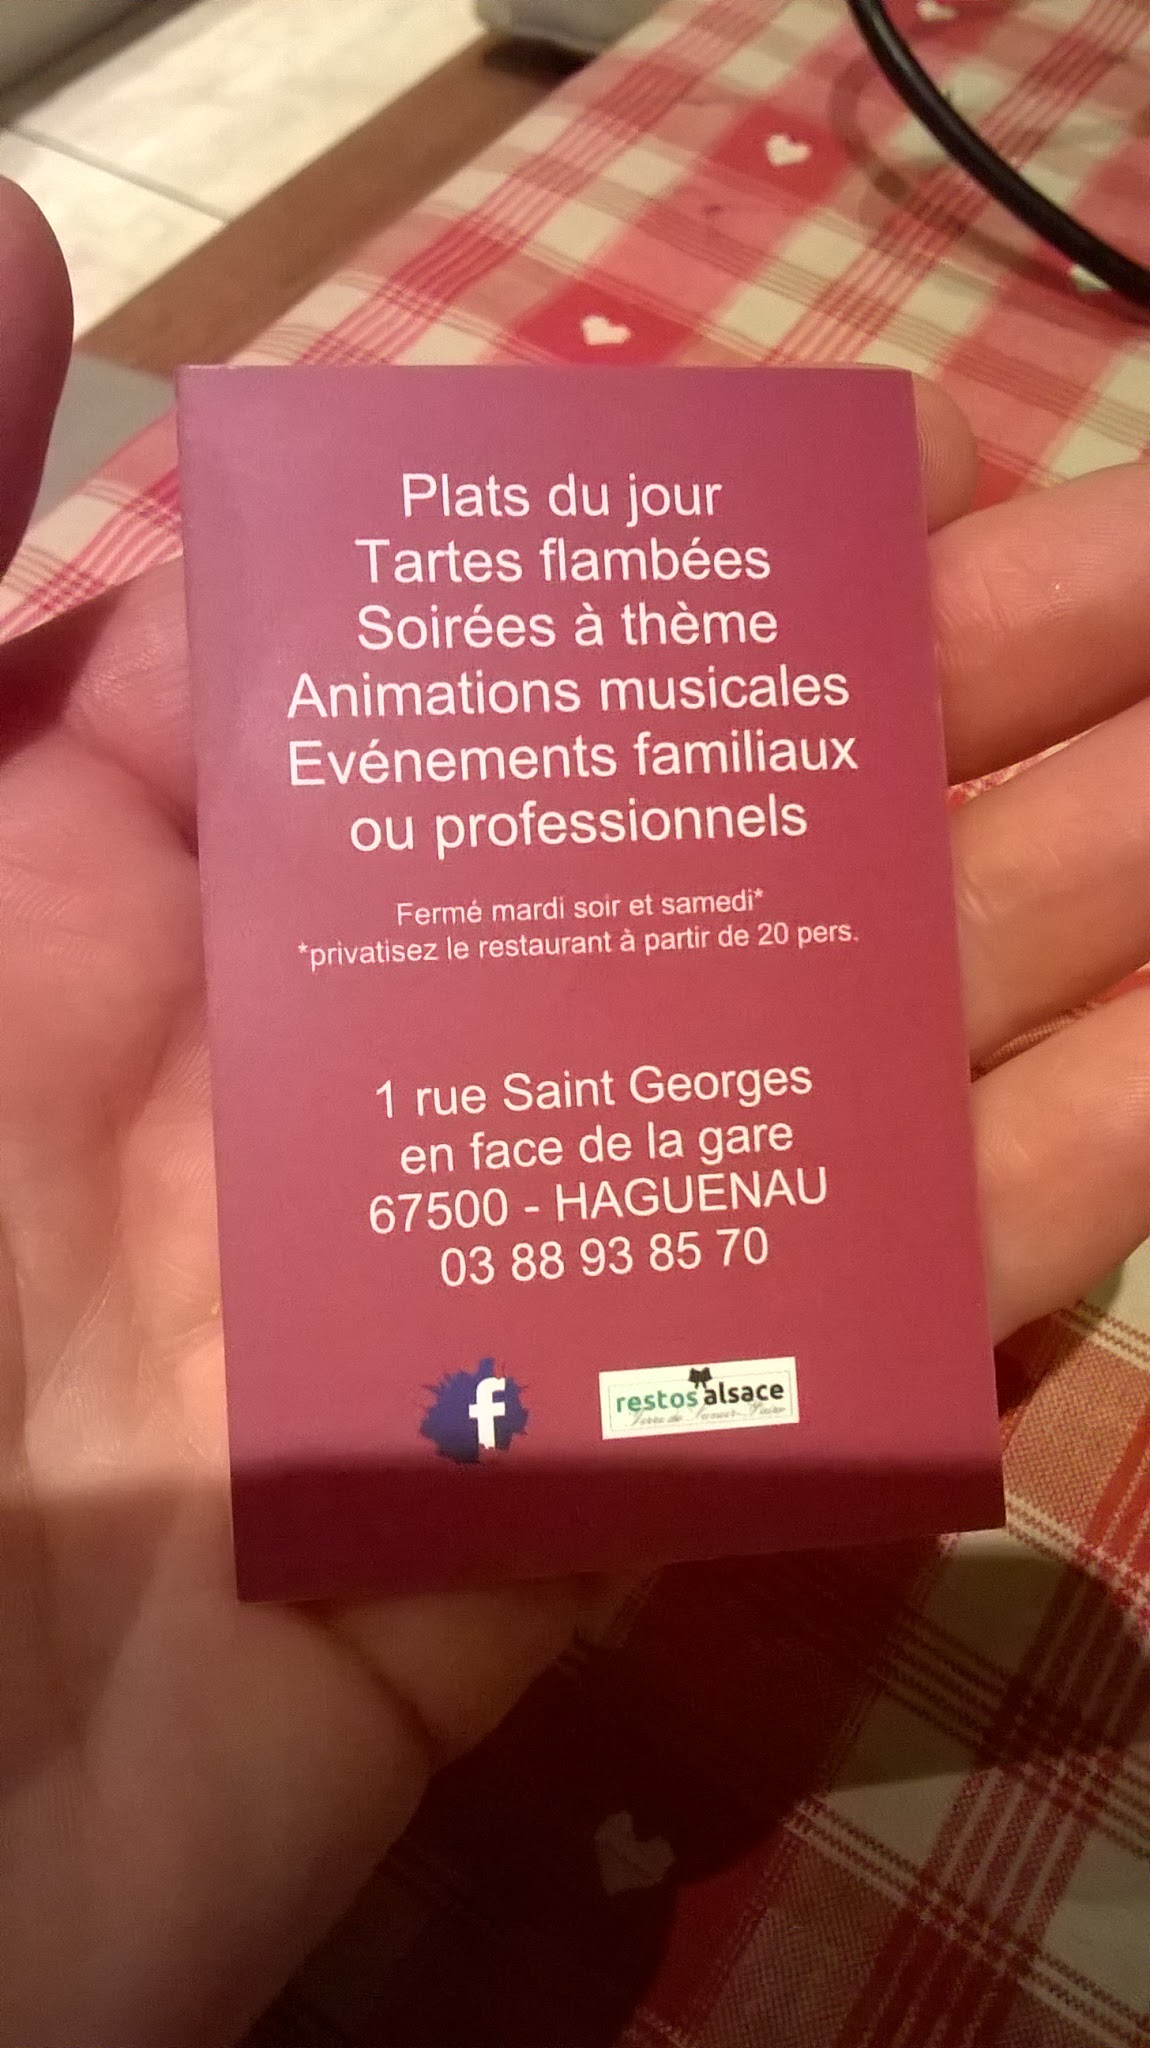 Plats du jour
Tartes flambées
Soirées à thème
Animations musicales
Evénements familiaux
ou professionnels
Fermé mardi soir et samedi*
*privatisez le restaurant à partir de 20 pers.
1 rue Saint Georges
en face de la gare
67500 - HAGUENAU
03 88 93 85 70
f
restos alsace